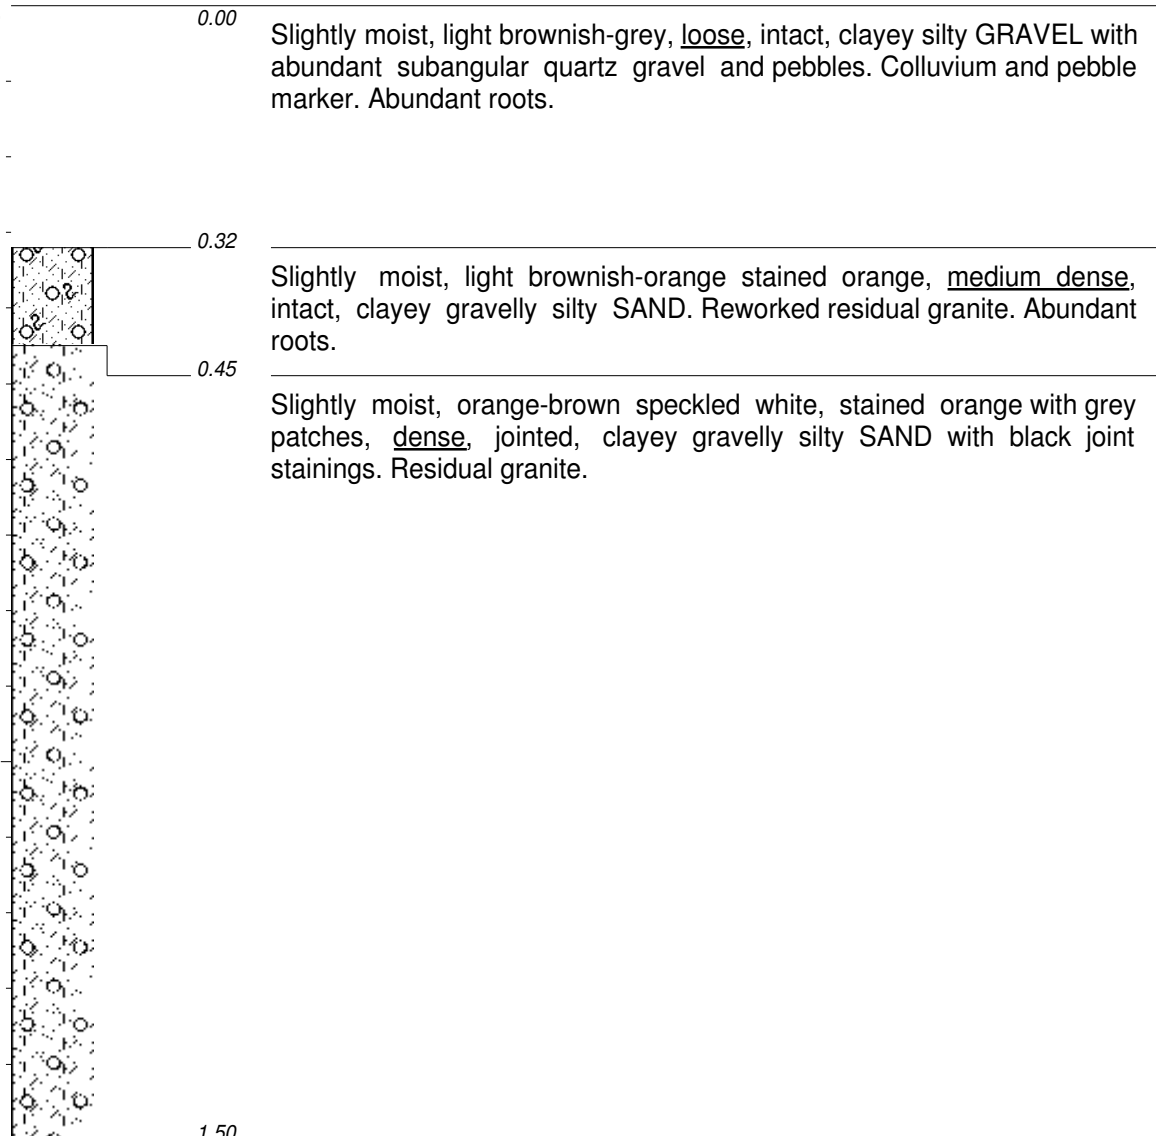 0.00
Slightly moist, light brownish-grey, loose, intact, clayey silty GRAVEL with
abundant subangular quartz gravel and pebbles. Colluvium and pebble
marker. Abundant roots.
0.32
Slightly moist, light brownish-orange stained orange, medium dense,
intact, clayey gravelly silty SAND. Reworked residual granite. Abundant
roots.
0.45
Slightly moist, orange-brown speckled white, stained orange with grey
patches, dense, jointed, clayey gravelly silty SAND with black joint
stainings. Residual granite.
1.50